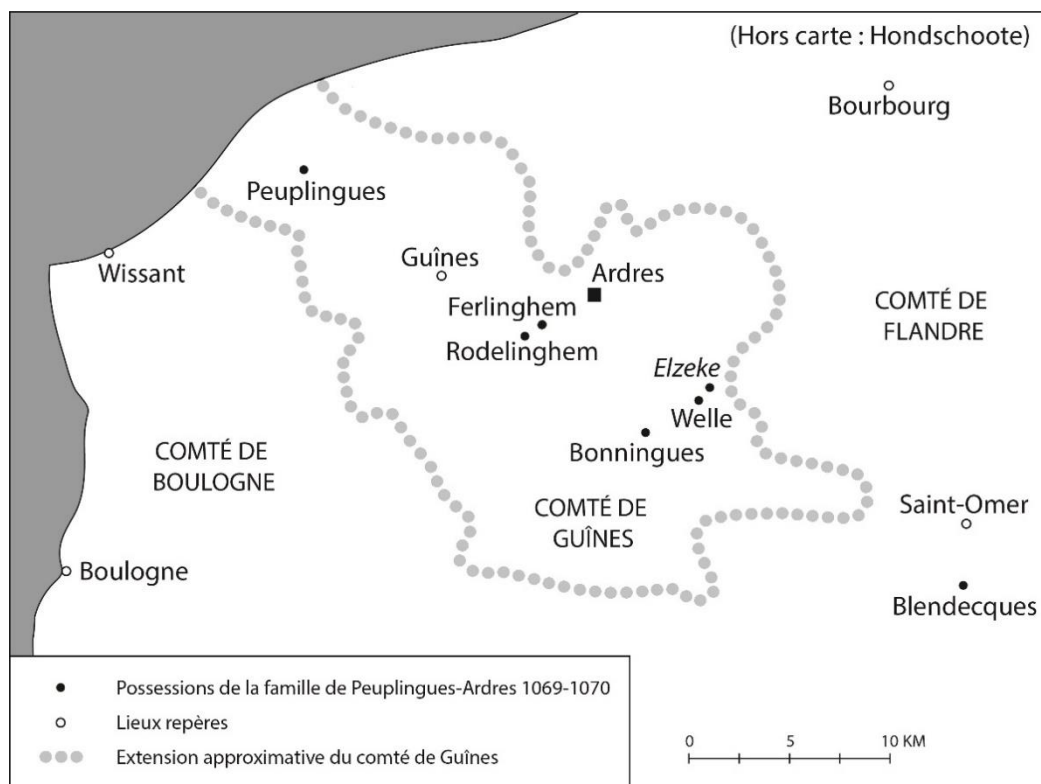 (Hors carte : Hondschoote)
Bourbourg
Peuplingues
Wissant
Guînes
Ardres
Ferlinghem
Rodelinghem
COMTÉ DE
FLANDRE
Elzeke
Welle
Bonningues
COMTÉ DE
BOULOGNE
COMTÉ DE
GUÎNES
Saint-Omer
Boulogne
Blendecques
Possessions de la famille de Peuplingues-Ardres 1069-1070
Lieux repères
Extension approximative du comté de Guînes
0 5 10 KM